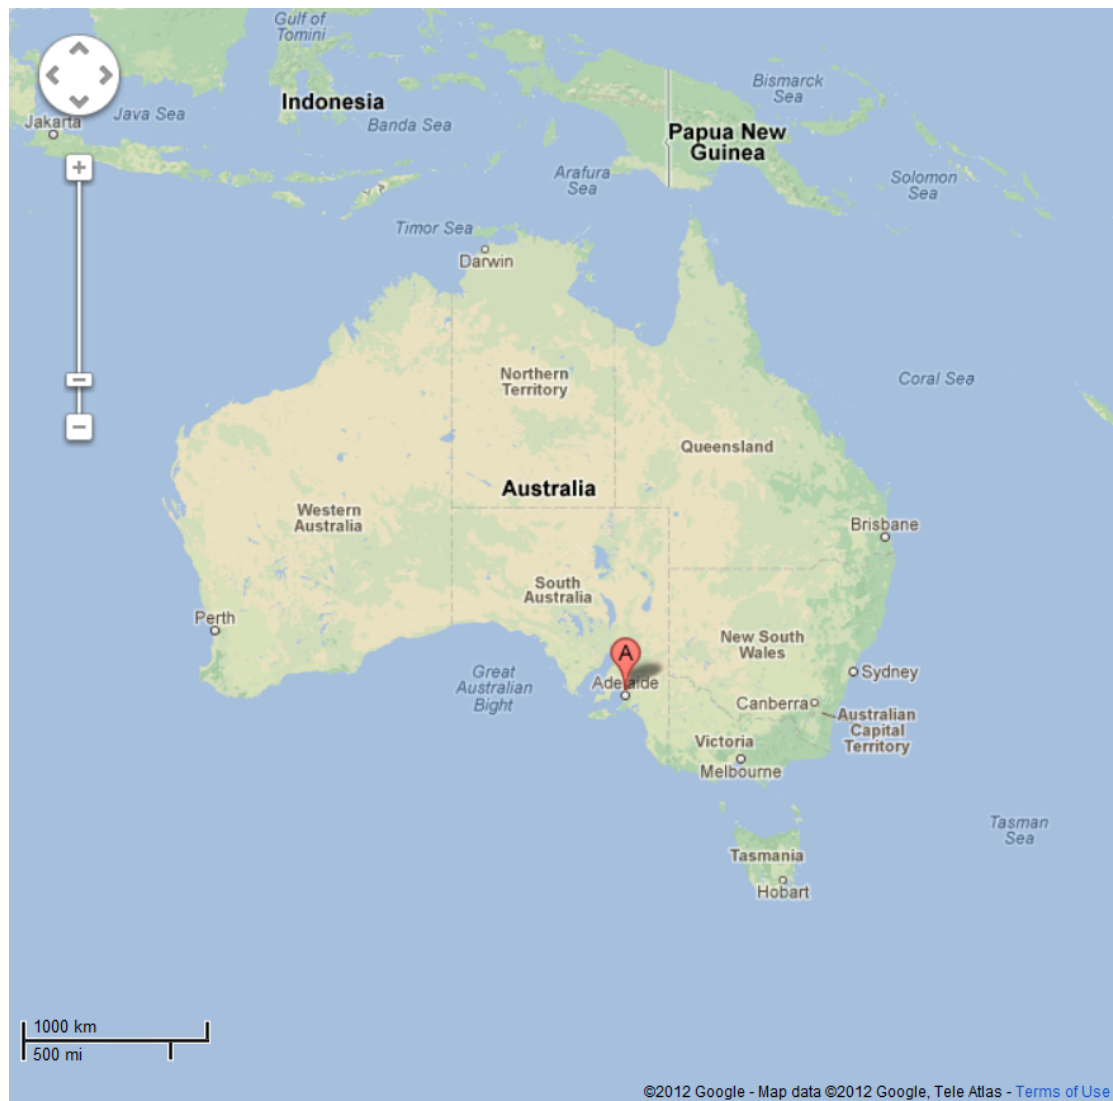 Gulf of
Tomini
Bismarck
Sea
Indonesia
Java Sea
Jakarta
Banda Sea
Papua New
Guinea
Arafura
Sea
Solomon
Sea
Timor Sea
Darwin
Northern
Territory
Coral Sea
Queensland
Australia
Western
Australia
Brisbane
South
Australia
Perth
New South
Wales
A
Adelaide
Great
Australian
Bight
Sydney
Canberra
Australian
Capital
Territory
Victoria
Melbourne
Tasman
Sea
Tasmania
Hobart
1000 km
500 mi
©2012 Google - Map data ©2012 Google, Tele Atlas - Terms of Use